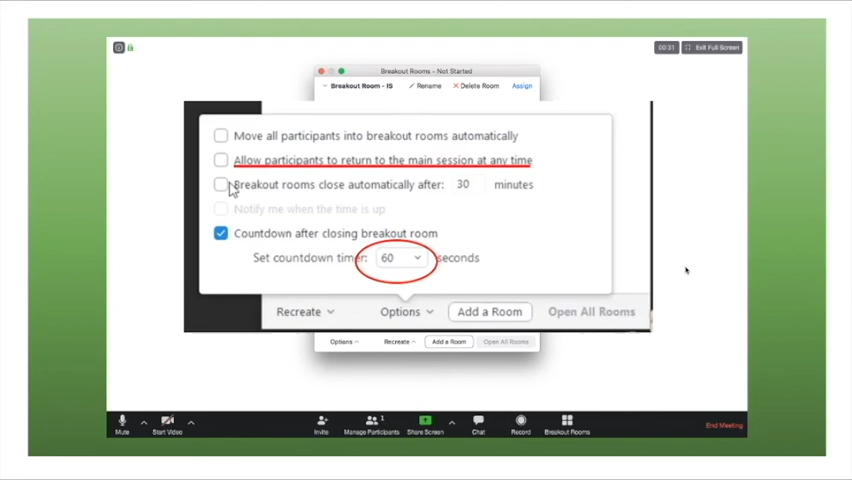 00:31 Exit Full Screen
Breakout Rooms - Not Started
Breakout Room - IS Rename Delete Room Assign
Move all participants into breakout rooms automatically
Allow participants to return to the main session at any time
Breakout rooms close automatically after: 30 minutes
Notify me when the time is up
Countdown after closing breakout room
Set countdown timer: 60 seconds
Recreate Options Add a Room Open All Rooms
Options Recreate Add a Room Open All Rooms
1
Mute Start Video Invite Manage Participants Share Screen Chat Record Breakout Rooms End Meeting